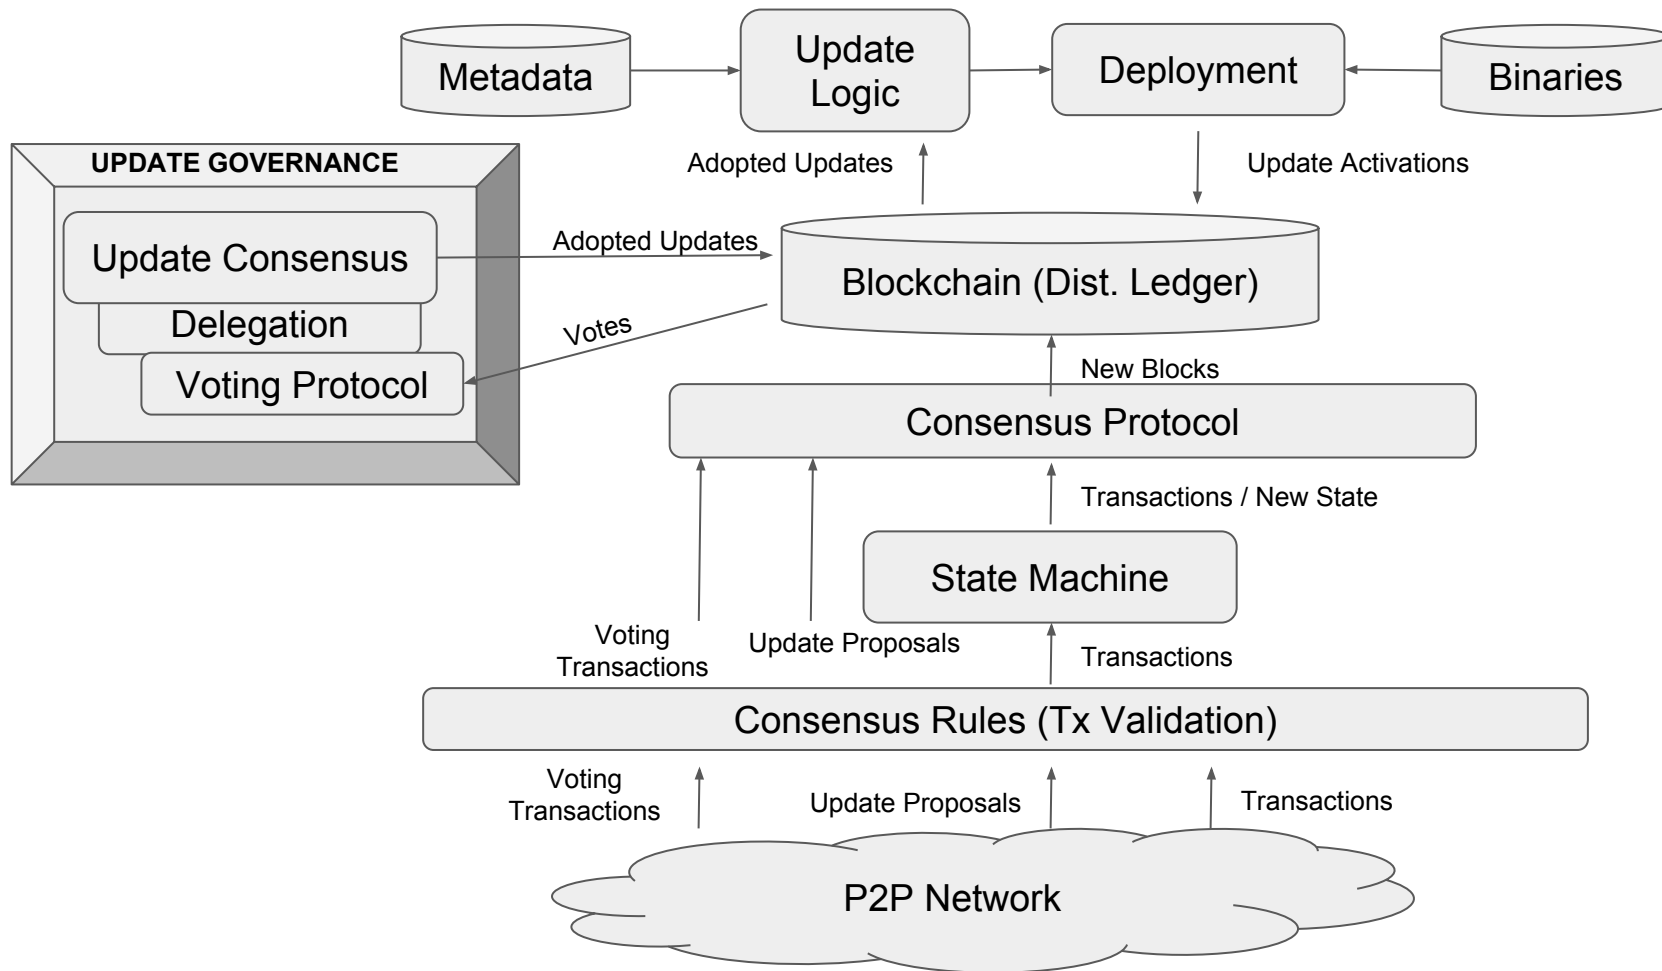 Metadata
Update
Logic
Deployment
Binaries
UPDATE GOVERNANCE
Adopted Updates
Update Activations
Update Consensus
Adopted Updates
Blockchain (Dist. Ledger)
Delegation
Votes
Voting Protocol
New Blocks
Consensus Protocol
Transactions / New State
State Machine
Voting
Transactions
Update Proposals
Transactions
Consensus Rules (Tx Validation)
Voting
Transactions
Update Proposals
Transactions
P2P Network